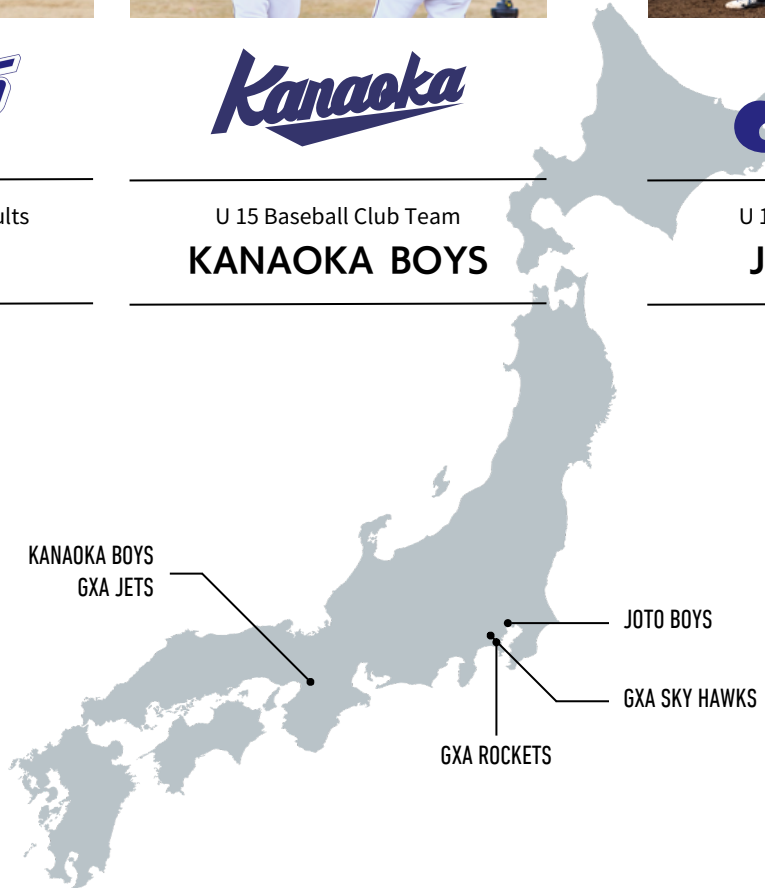 Kanaoka
ults
U 15 Baseball Club Team
U 1
KANAOKA BOYS
J
KANAOKA BOYS
GXA JETS
JOTO BOYS
GXA SKY HAWKS
GXA ROCKETS